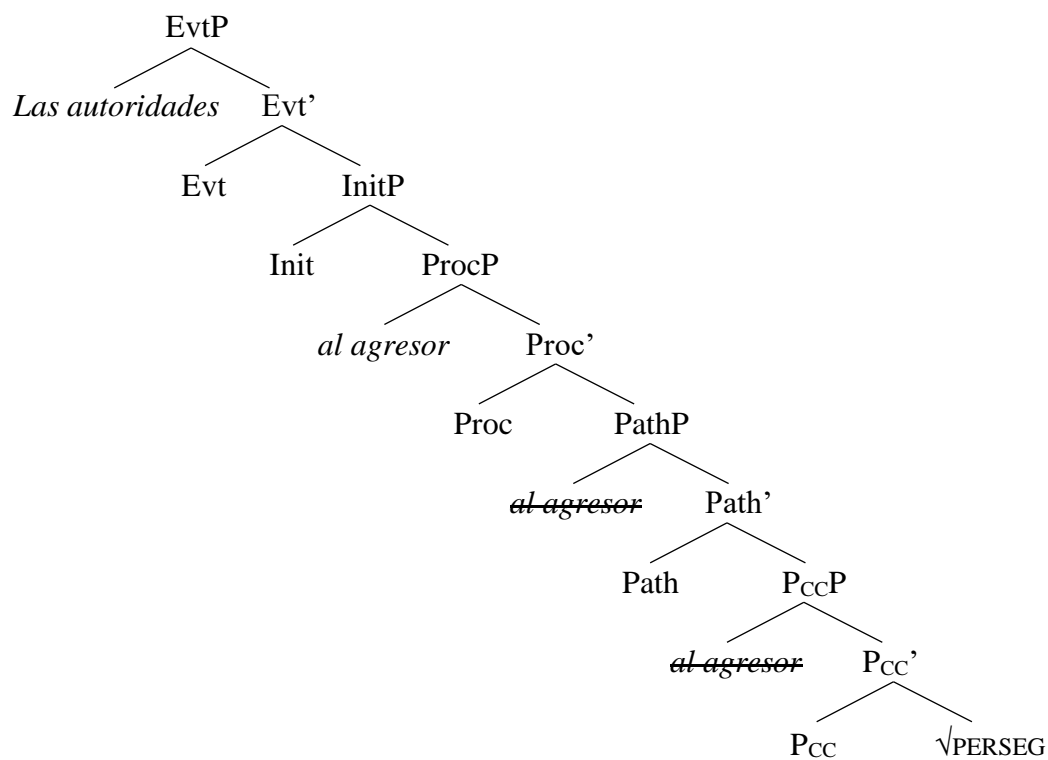 EvtP
Las autoridades Evt’
Evt InitP
Init ProcP
al agresor Proc’
Proc PathP
al agresor Path’
Path PCCP
al agresor PCC’
PCC √PERSEG